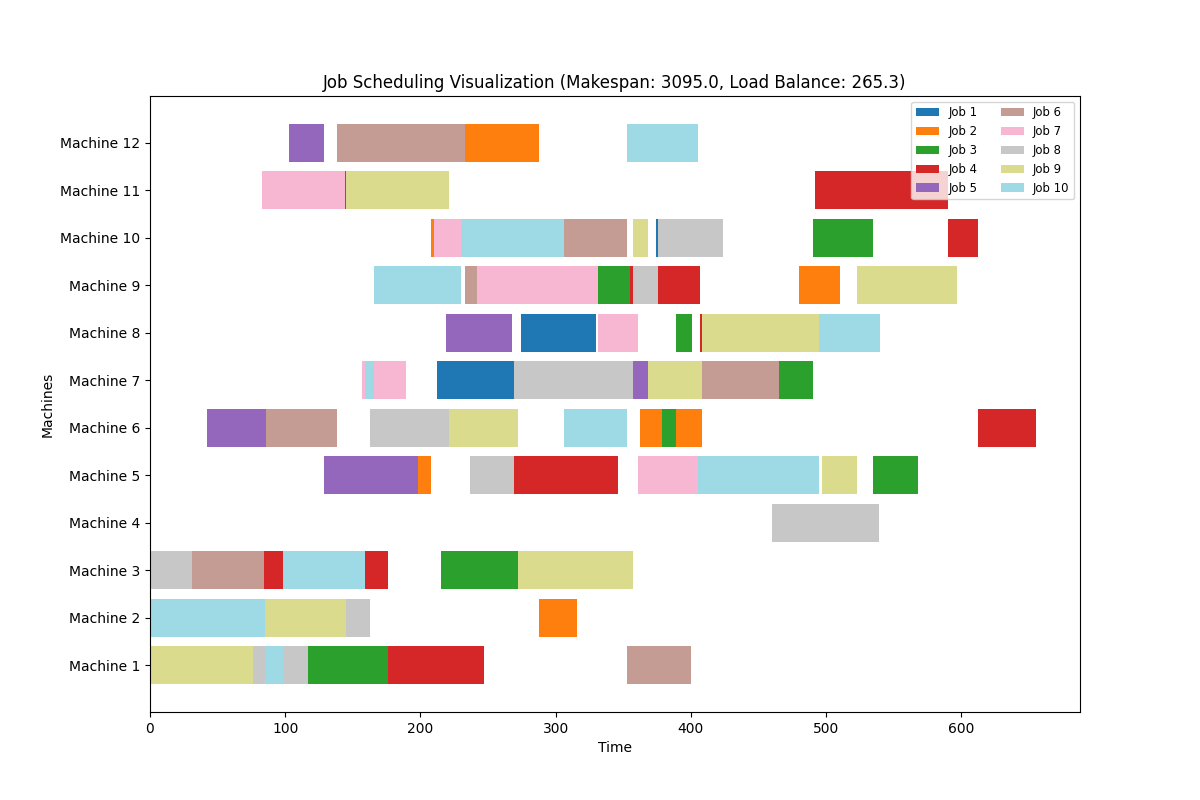 Job Scheduling Visualization (Makespan: 3095.0, Load Balance: 265.3)
Job 1 Job 6
Job 2 Job 7
Job 3 Job 8
Job 4 Job 9
Job 5 Job 10
Machine 12
Machine 11
Machine 10
Machine 9
Machine 8
Machine 7
Machine 6
Machine 5
Machine 4
Machine 3
Machine 2
Machine 1
Machines
0 100 200 300 400 500 600
Time